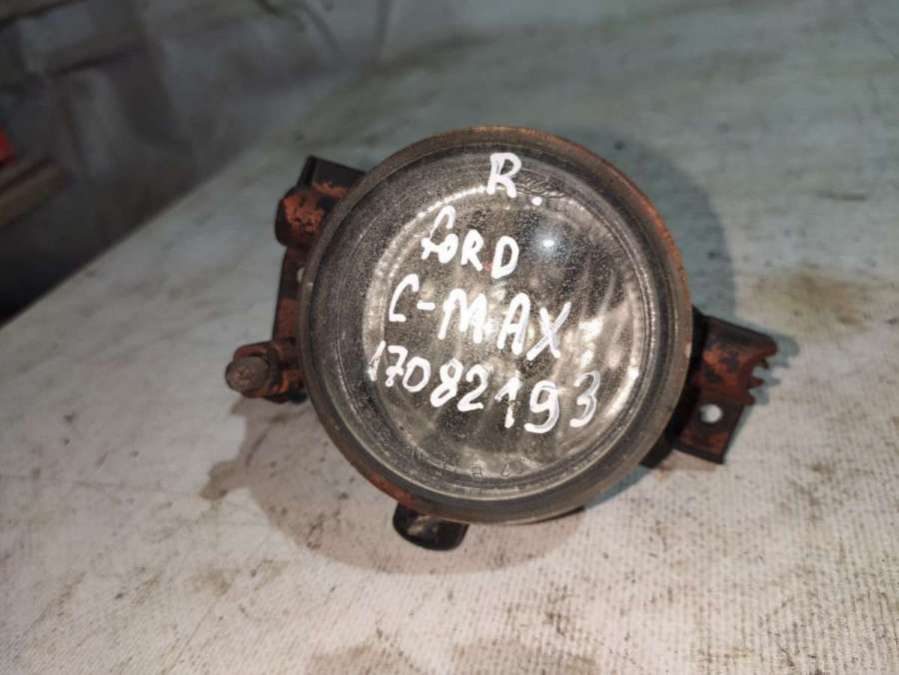 R.
FORD
C-MAX
17082193